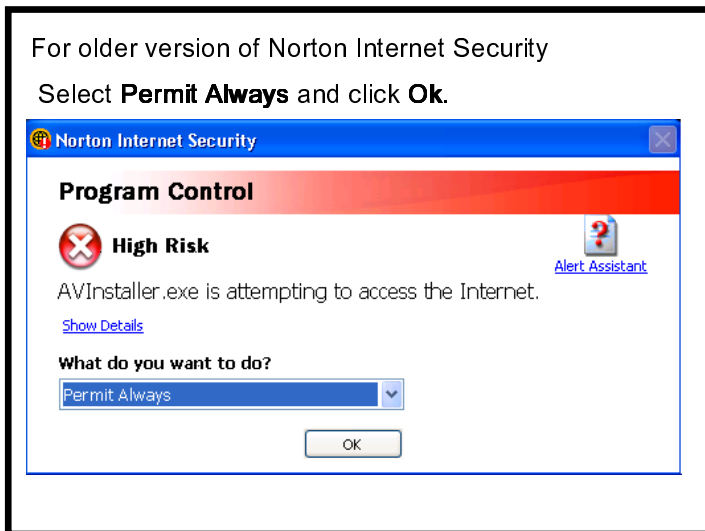 For older version of Norton Internet Security
Select Permit Always and click Ok.
Norton Internet Security
Program Control
High Risk
Alert Assistant
AVInstaller.exe is attempting to access the Internet.
Show Details
What do you want to do?
Permit Always
OK